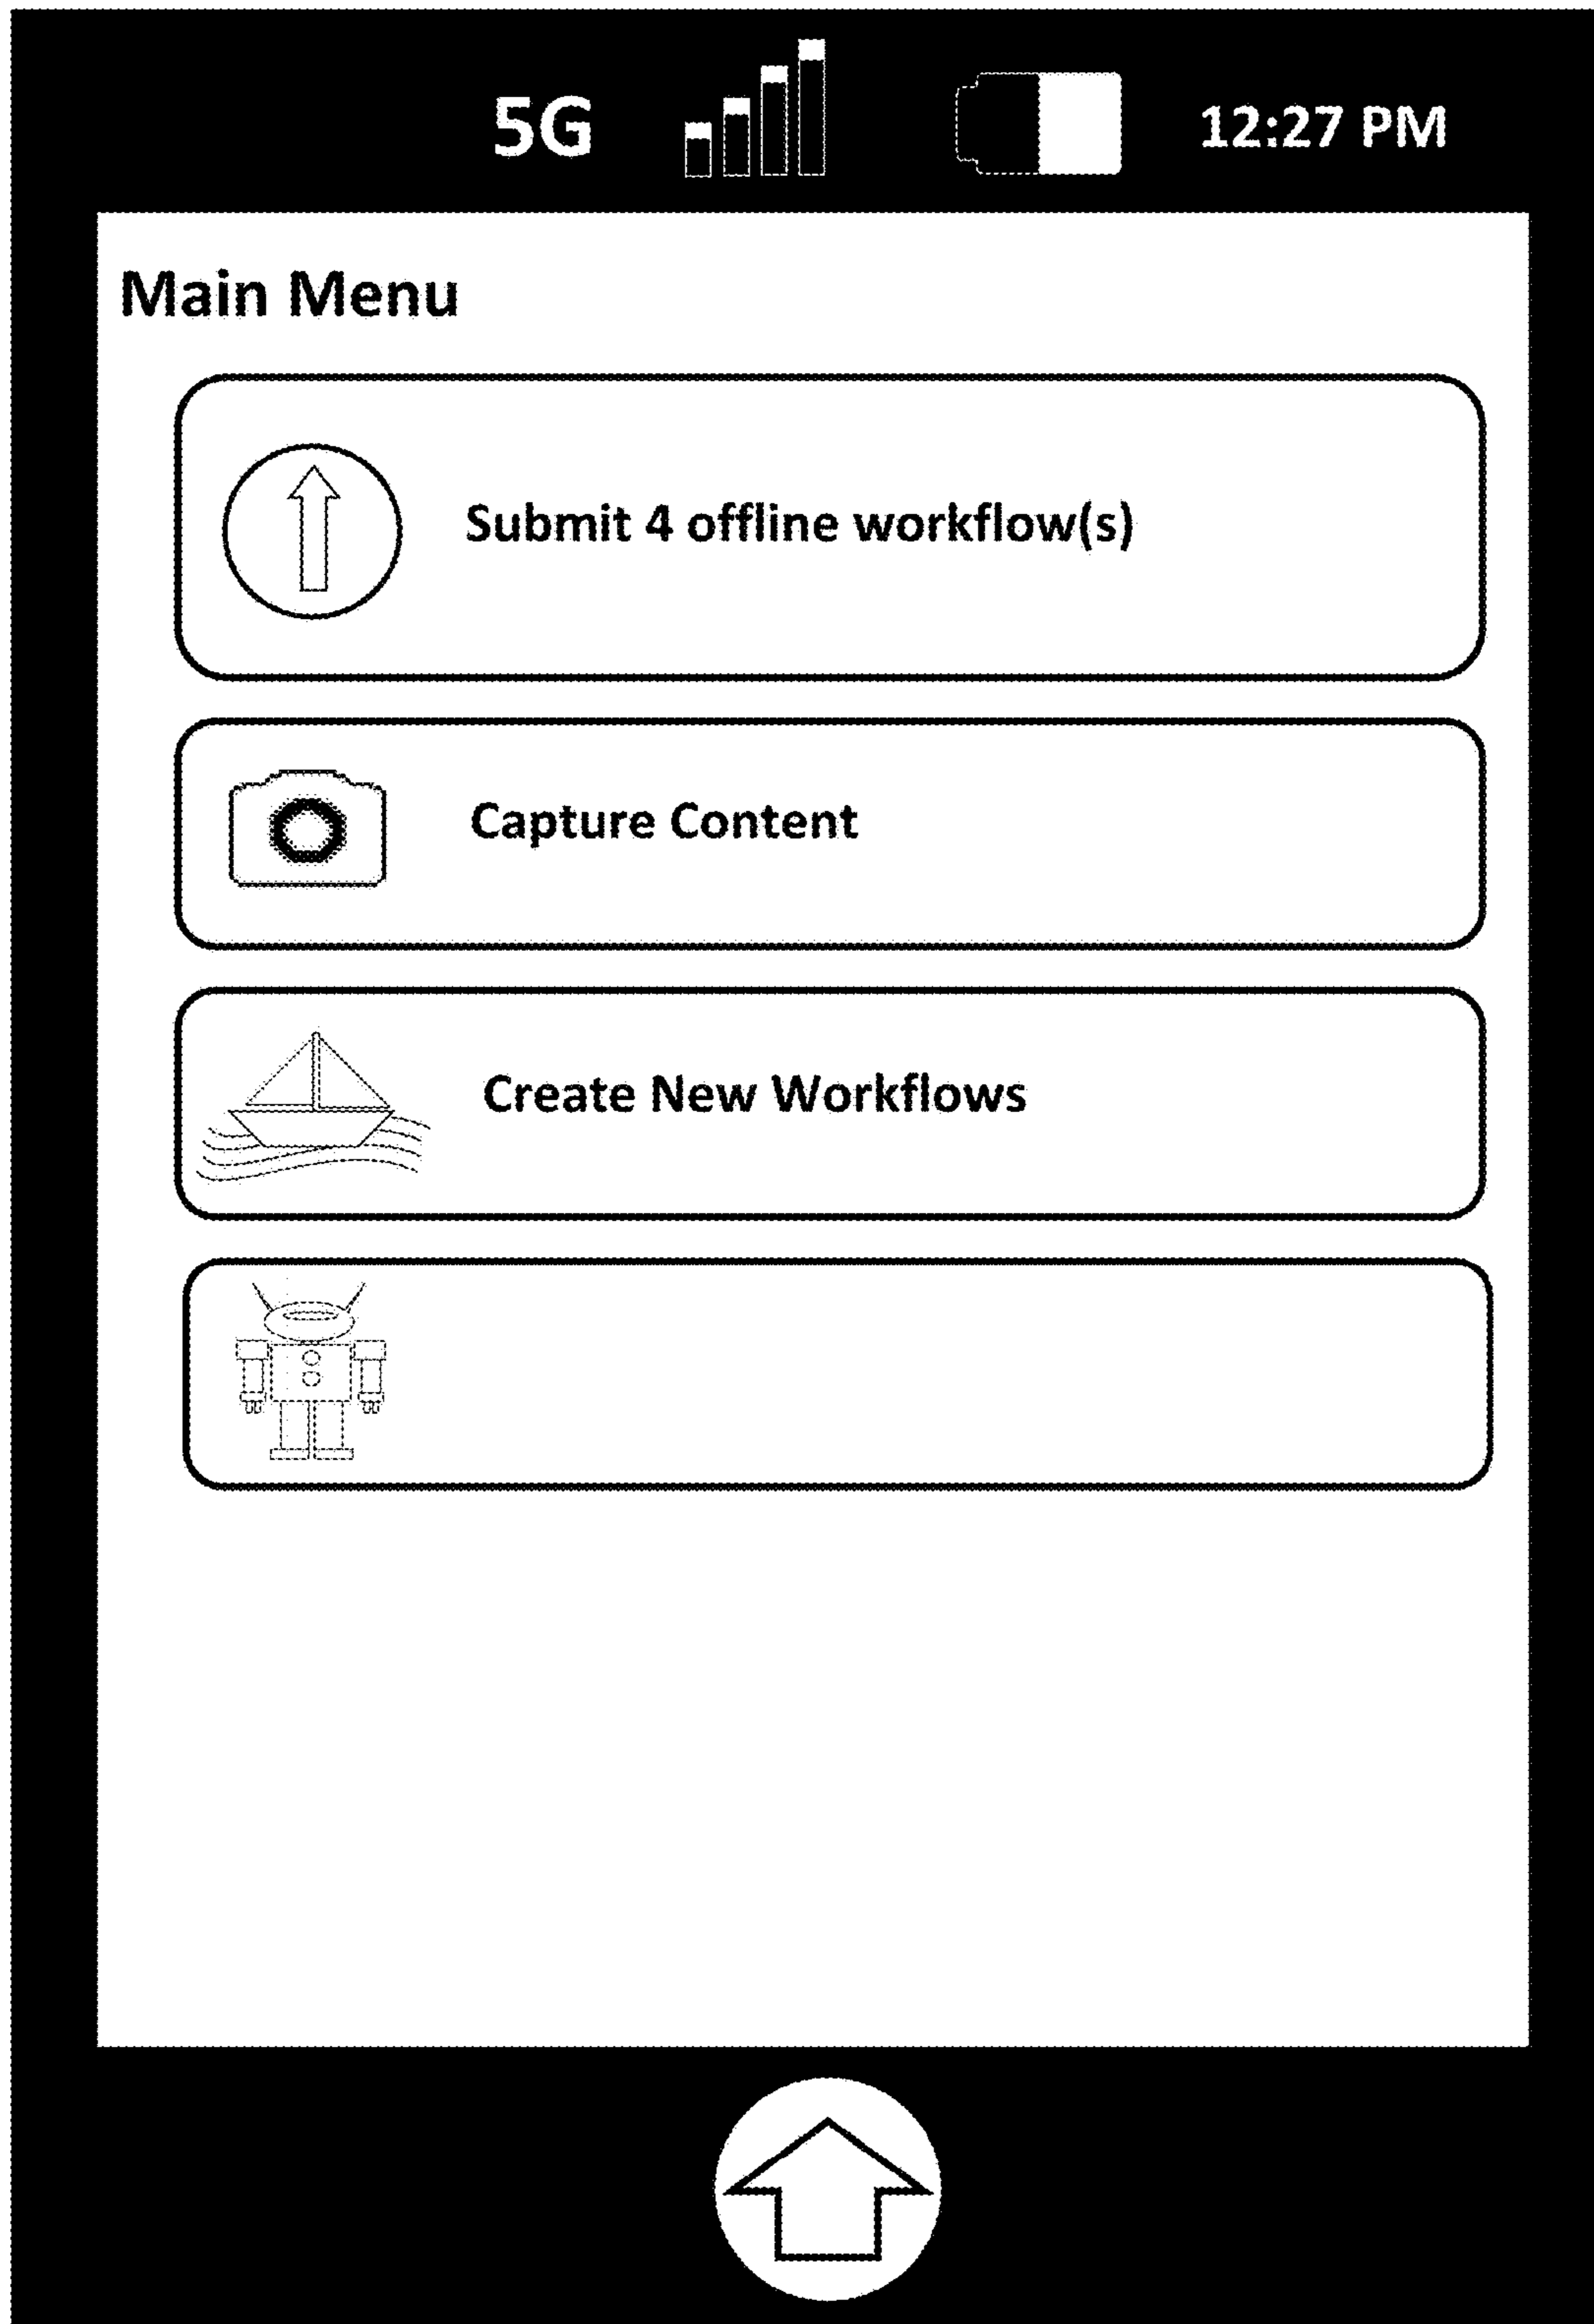 5G 12:27 PM
Main Menu
Submit 4 offline workflow(s)
Capture Content
Create New Workflows